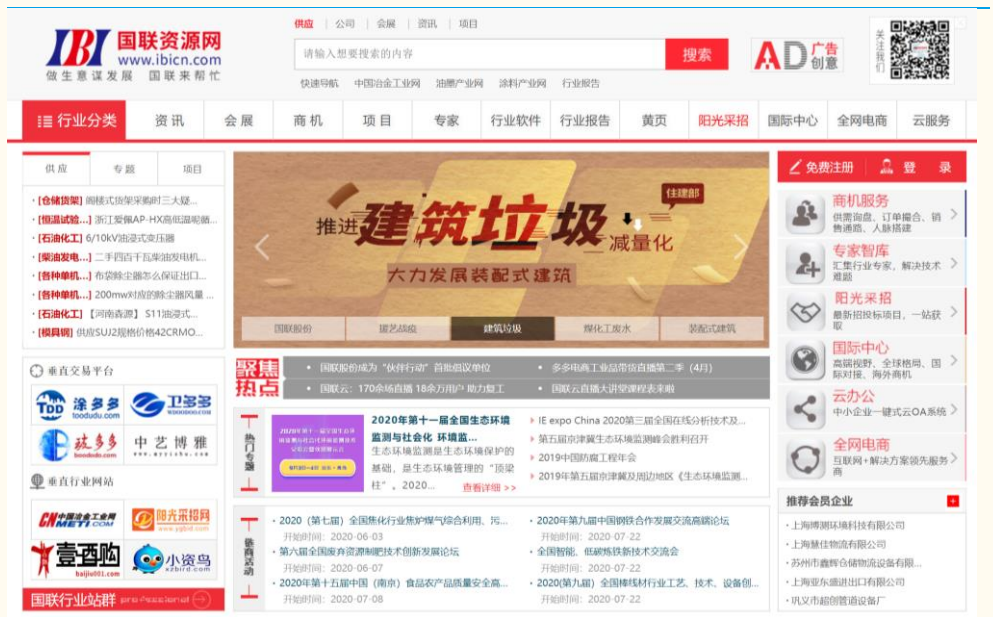 供应 | 公司 | 会展 | 资讯 | 项目
IBI 国联资源网
www.ibicn.com
做生意谋发展 国联来帮忙
请输入想要搜索的内容
搜索
AD 广告创意
关注我们
快速导航 中国冶金工业网 油墨产业网 涂料产业网 行业报告
行业分类 资讯 会展 商机 项目 专家 行业软件 行业报告 黄页 阳光采招 国际中心 全网电商 云服务
供应 专题 项目
· [仓储货架] 阁楼式货架采购时三大疑...
· [恒温试验...] 浙江爱佩AP-HX高低温呢循...
· [石油化工] 6/10kV油浸式变压器
· [柴油发电...] 二手四百千瓦柴油发电机...
· [各种单机...] 布袋除尘器怎么保证出口...
· [各种单机...] 200mw对应的除尘器风量 ...
· [石油化工] 【河南森源】 S11油浸式...
· [模具钢] 供应SUJ2规格价格42CRMO...
住建部
推进建筑垃圾减量化
大力发展装配式建筑
国联股份 建筑垃圾 煤化工废水 装配式建筑
免费注册 登 录
商机服务
供需询盘、订单撮合、销
售通路、人脉搭建
专家智库
汇集行业专家，解决技术
难题
阳光采招
最新招投标项目，一站获
取
国际中心
高端视野、全球格局、国
际对接、海外商机
云办公
中小企业一键式云OA系统
全网电商
互联网+解决方案领先服务
商
垂直交易平台
涂多多
toodudu.com
卫多多
玻多多
boododo.com
中艺博雅
垂直行业网站
CNMETI.COM 中国冶金工业网
阳光采招网
www.ygbid.com
壹酒购
baijiu001.com
小资鸟
xzbird.com
国联行业站群 professional
聚焦热点
• 国联股份成为“伙伴行动”首批倡议单位
• 多多电商工业品带货直播第二季（4月）
• 国联云：170余场直播 18余万用户 助力复工
• 国联云直播大讲堂课程表来啦
热门专题
2020年第十一届全国生态环境
监测与社会化 环境监...
生态环境监测是生态环境保护的
基础，是生态环境管理的“顶梁
柱”。2020... 查看详细 >>
IE expo China 2020第三届全国在线分析技术及...
第五届京津冀生态环境监测峰会胜利召开
2019中国防腐工程年会
2019年第五届京津冀及周边地区《生态环境监测...
链商活动
· 2020（第七届）全国焦化行业焦炉煤气综合利用、污...
开始时间：2020-06-03
· 第六届全国废弃资源制肥技术创新发展论坛
开始时间：2020-06-07
· 2020年第十五届中国（南京）食品农产品质量安全高...
开始时间：2020-07-08
· 2020年第九届中国钢铁合作发展交流高端论坛
开始时间：2020-07-22
· 全国智能、低碳炼铁新技术交流会
开始时间：2020-07-22
· 2020(第九届）全国棒线材行业工艺、技术、设备创...
开始时间：2020-07-22
推荐会员企业
· 上海博测环境科技有限公司
· 上海慧佳物流有限公司
· 苏州市鑫辉仓储物流设备有限...
· 上海亚东盛进出口有限公司
· 巩义市超创管道设备厂